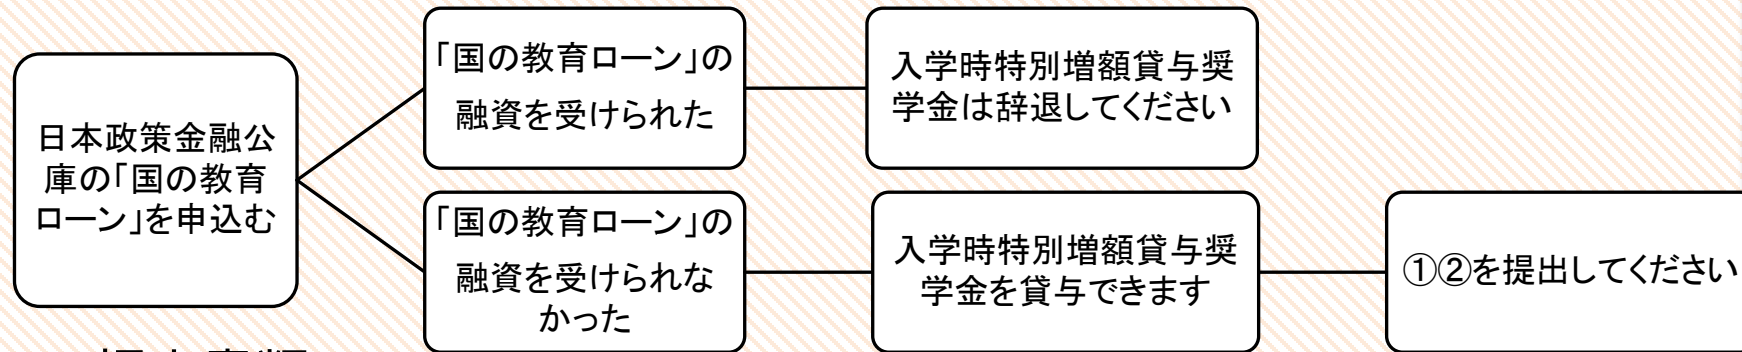 日本政策金融公
庫の「国の教育
ローン」を申込む
「国の教育ローン」の
融資を受けられた
入学時特別増額貸与奨
学金は辞退してください
「国の教育ローン」の
融資を受けられな
かった
入学時特別増額貸与奨
学金を貸与できます
①②を提出してください